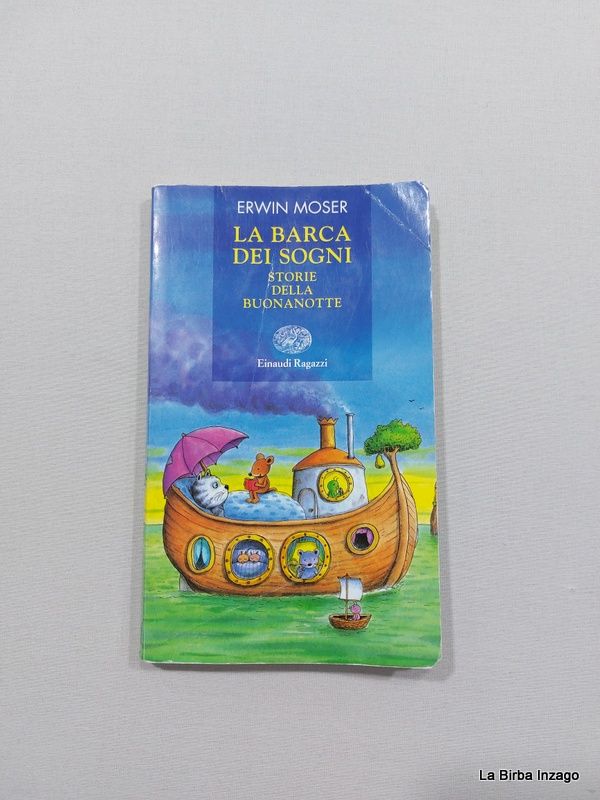 ERWIN MOSER
LA BARCA
DEI SOGNI
STORIE
DELLA
BUONANOTTE
Einaudi Ragazzi
La Birba Inzago